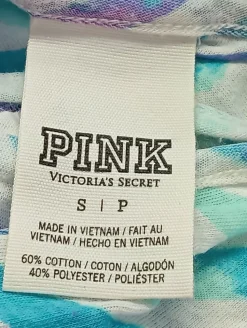 PINK
VICTORIA'S SECRET
S | P
MADE IN VIETNAM / FAIT AU
VIETNAM / HECHO EN VIETNAM
60% COTTON / COTON / ALGODÓN
40% POLYESTER / POLIÉSTER